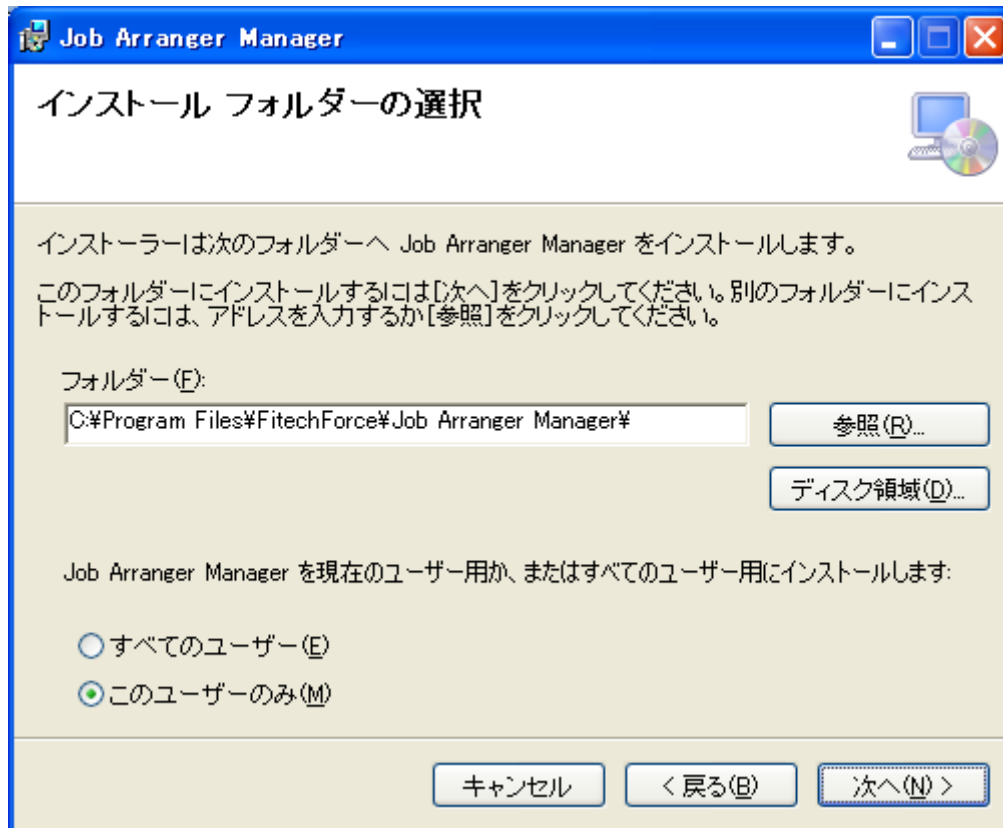 Job Arranger Manager
インストール フォルダーの選択
インストーラーは次のフォルダーへ Job Arranger Manager をインストールします。
このフォルダーにインストールするには[次へ]をクリックしてください。別のフォルダーにインス
トールするには、アドレスを入力するか[参照]をクリックしてください。
フォルダー(F):
C:¥Program Files¥FitechForce¥Job Arranger Manager¥
参照(R)...
ディスク領域(D)...
Job Arranger Manager を現在のユーザー用か、またはすべてのユーザー用にインストールします:
すべてのユーザー(E)
このユーザーのみ(M)
キャンセル
< 戻る(B)
次へ(N) >